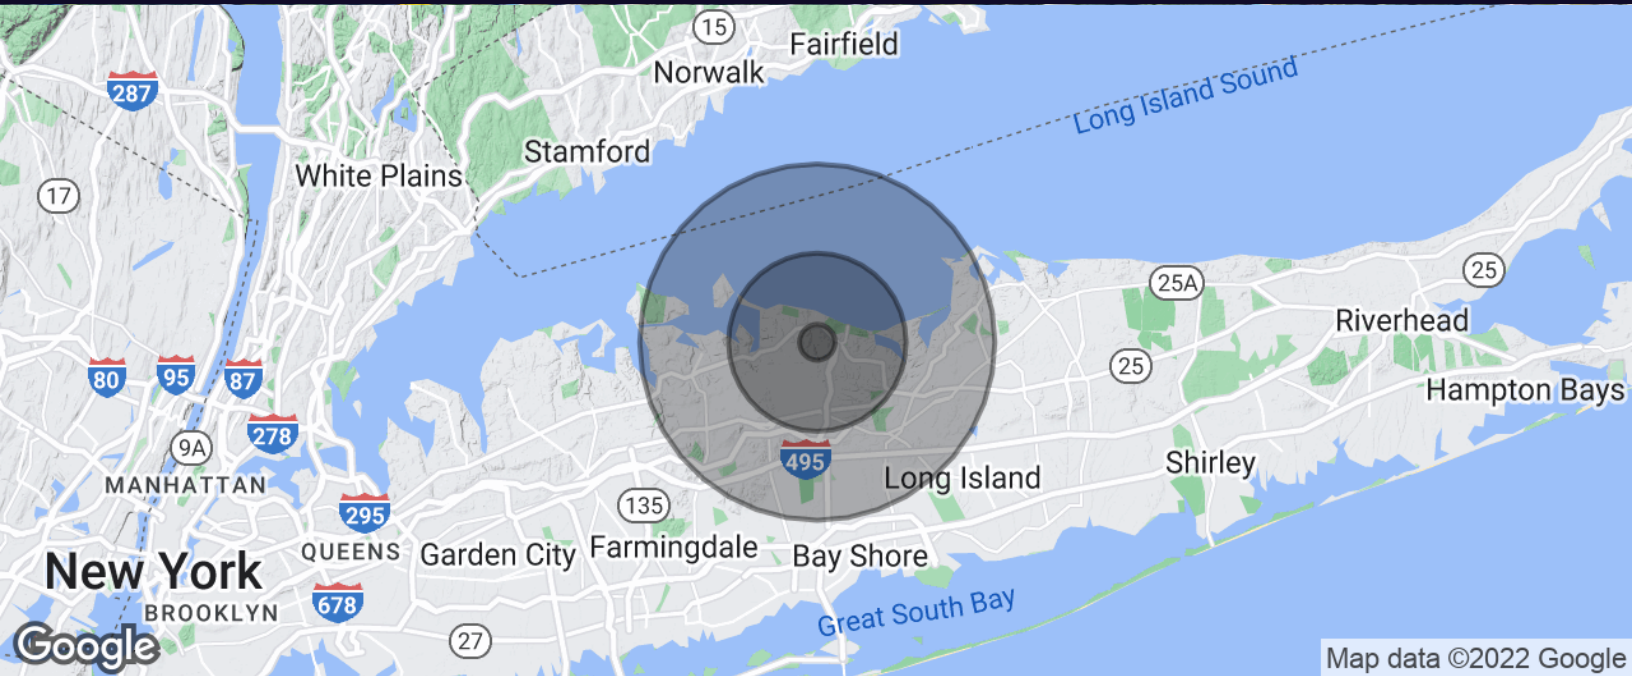 15
Fairfield
Norwalk
287
Long Island Sound
Stamford
White Plains
17
25
25A
Riverhead
25
80
95
87
Hampton Bays
278
9A
495
Shirley
Long Island
MANHATTAN
135
295
QUEENS
Garden City
Farmingdale
Bay Shore
New York
678
BROOKLYN
Great South Bay
27
Google
Map data ©2022 Google